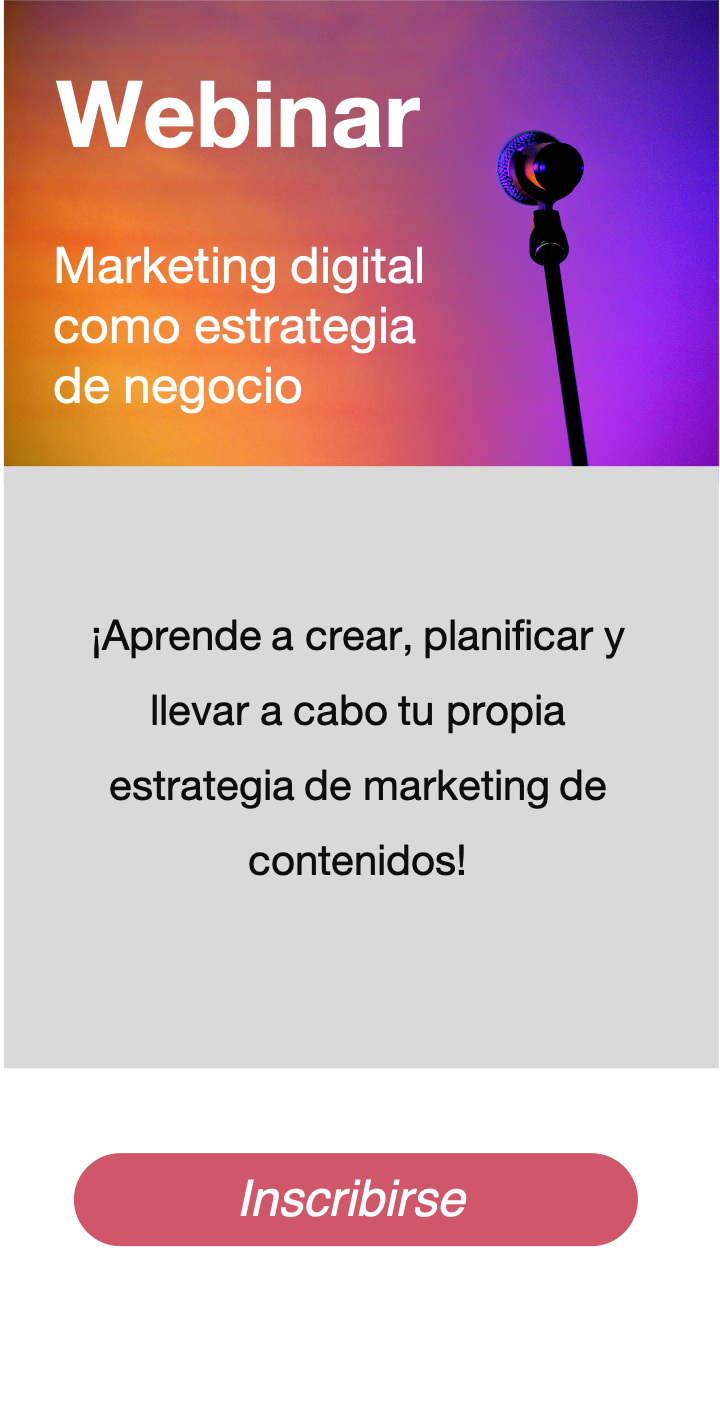 Webinar
Marketing digital
como estrategia
de negocio
¡Aprende a crear, planificar y
llevar a cabo tu propia
estrategia de marketing de
contenidos!
Inscribirse